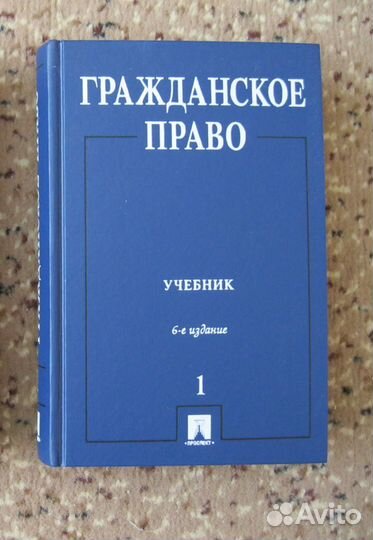 ГРАЖДАНСКОЕ
ПРАВО
УЧЕБНИК
6-е издание
1
ПРОСПЕКТ
Avito